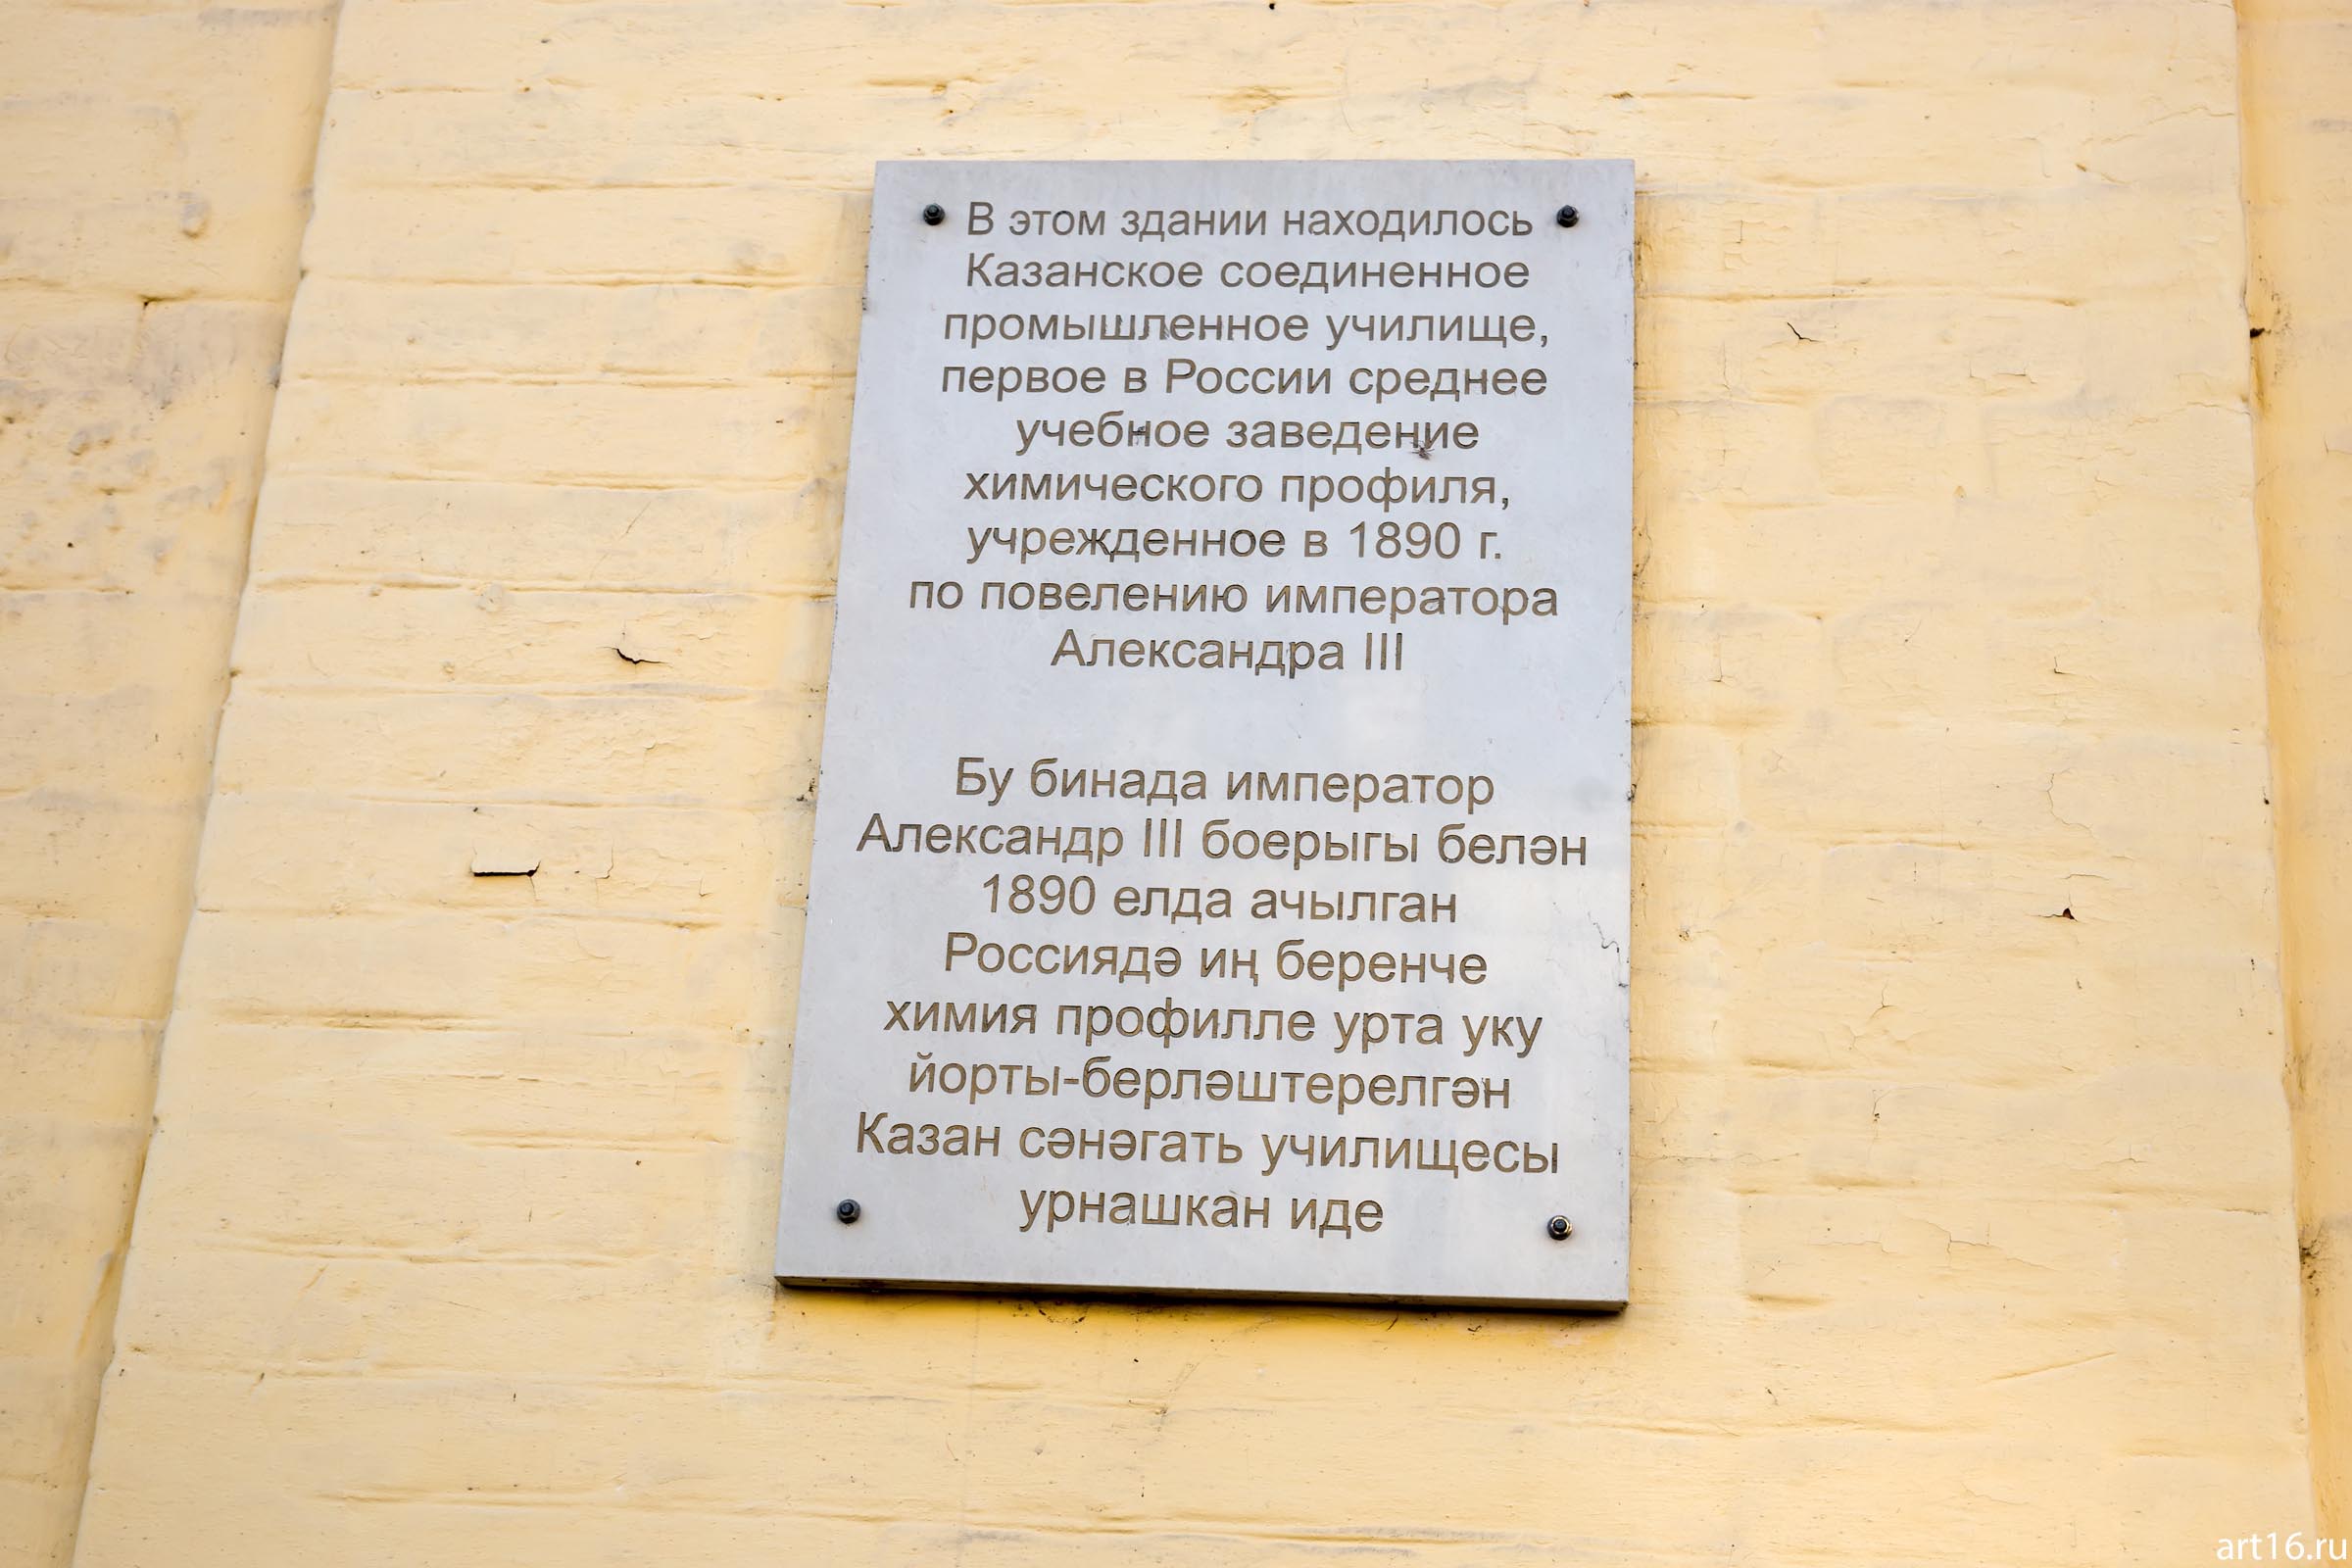 В этом здании находилось
Казанское соединенное
промышленное училище,
первое в России среднее
учебное заведение
химического профиля,
учрежденное в 1890 г.
по повелению императора
Александра III
Бу бинада император
Александр III боерыгы белән
1890 елда ачылган
Россиядә иң беренче
химия профилле урта уку
йорты-берләштерелгән
Казан сәнәгать училищесы
урнашкан иде
art16.ru